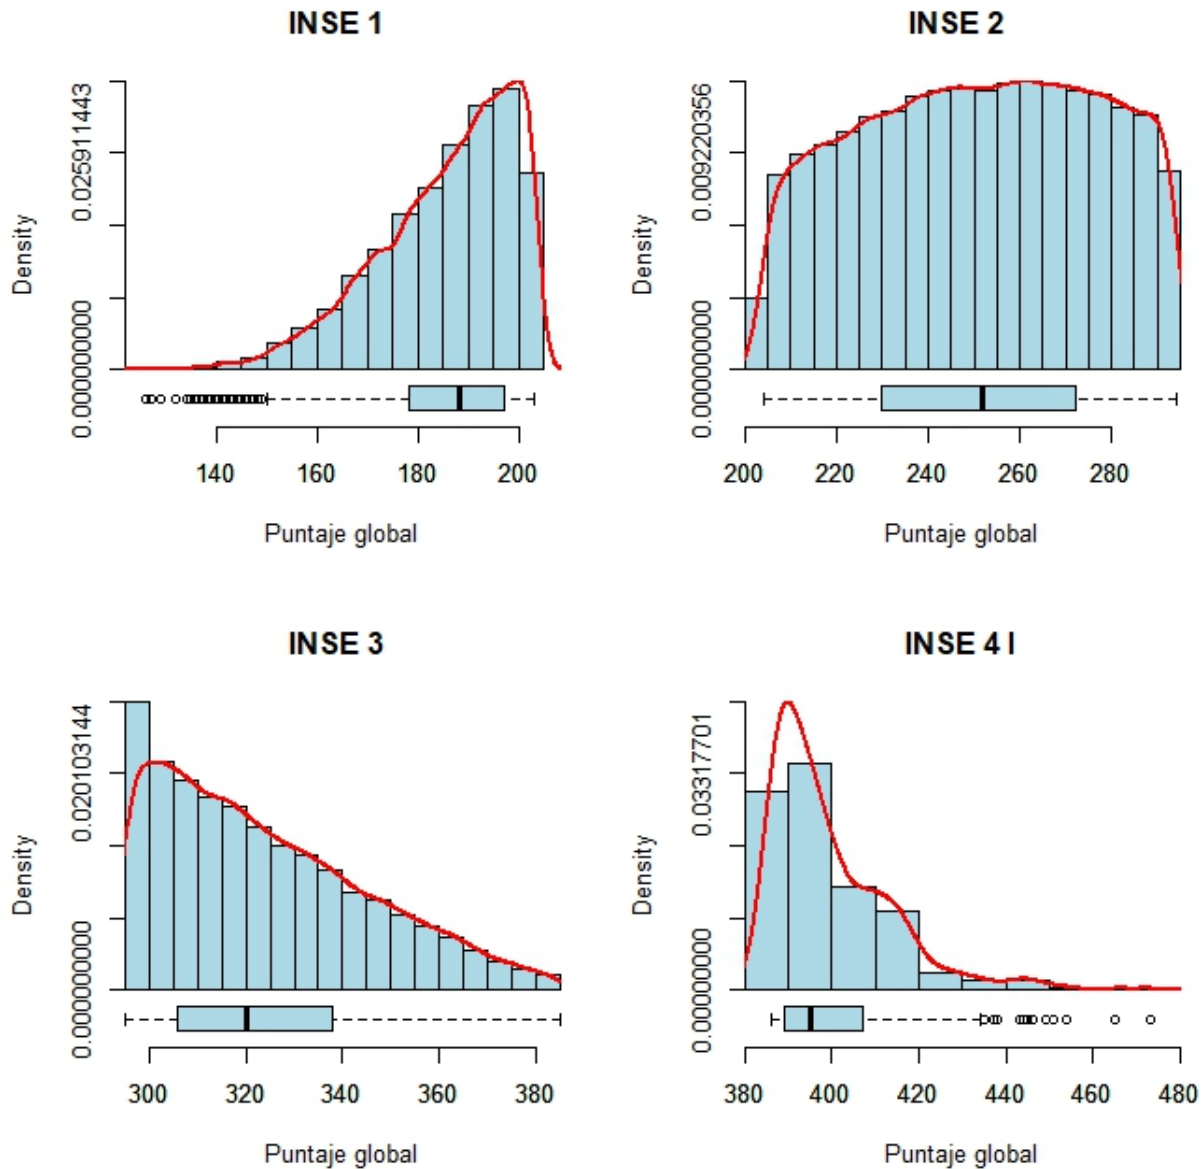 INSE 1
Density
0.000000000
0.025911443
140 160 180 200
Puntaje global
INSE 2
Density
0.0000000000
0.009220356
200 220 240 260 280
Puntaje global
INSE 3
Density
0.000000000
0.020103144
300 320 340 360 380
Puntaje global
INSE 4 I
Density
0.00000000
0.03317701
380 400 420 440 460 480
Puntaje global